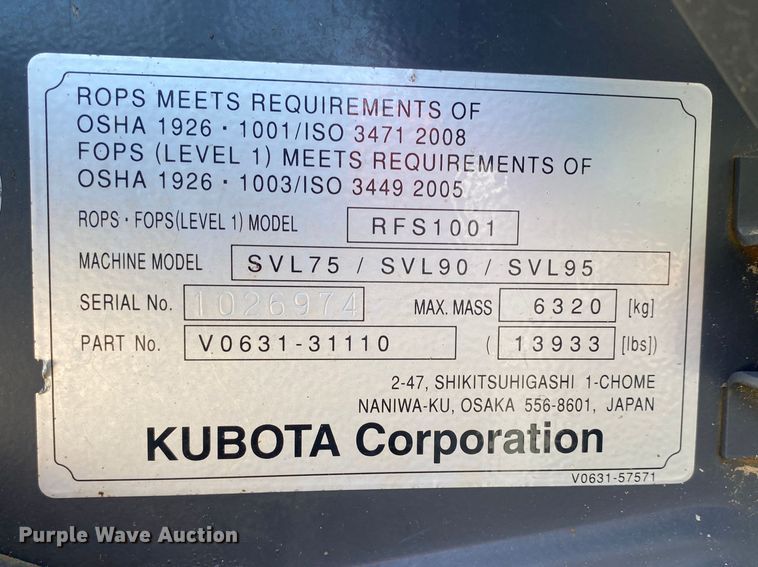 ROPS MEETS REQUIREMENTS OF
OSHA 1926 · 1001/ISO 3471 2008
FOPS (LEVEL 1) MEETS REQUIREMENTS OF
OSHA 1926 · 1003/ISO 3449 2005
ROPS · FOPS(LEVEL 1) MODEL RFS1001
MACHINE MODEL SVL75 / SVL90 / SVL95
SERIAL No. 1026974 MAX. MASS 6320 [kg]
PART No. V0631-31110 ( 13933 [lbs])
2-47, SHIKITSUHIGASHI 1-CHOME
NANIWA-KU, OSAKA 556-8601, JAPAN
KUBOTA Corporation
V0631-57571
Purple Wave Auction